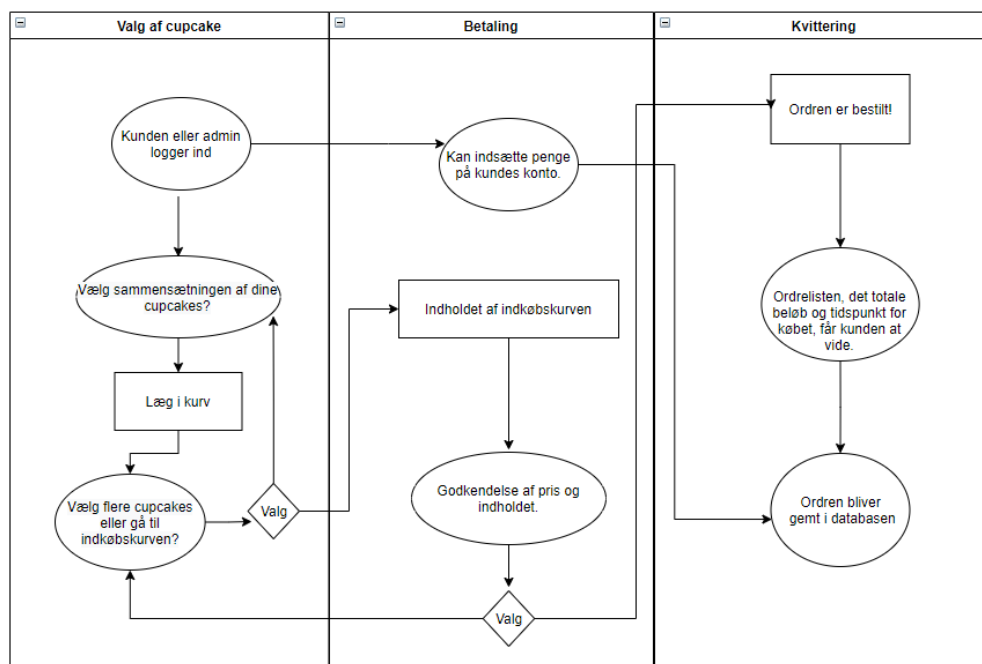 Valg af cupcake
Betaling
Kvittering
Kunden eller admin
logger ind
Vælg sammensætningen af dine
cupcakes?
Læg i kurv
Vælg flere cupcakes
eller gå til
indkøbskurven?
Valg
Kan indsætte penge
på kundes konto.
Indholdet af indkøbskurven
Godkendelse af pris og
indholdet.
Valg
Ordren er bestilt!
Ordrelisten, det totale
beløb og tidspunkt for
købet, får kunden at
vide.
Ordren bliver
gemt i databasen